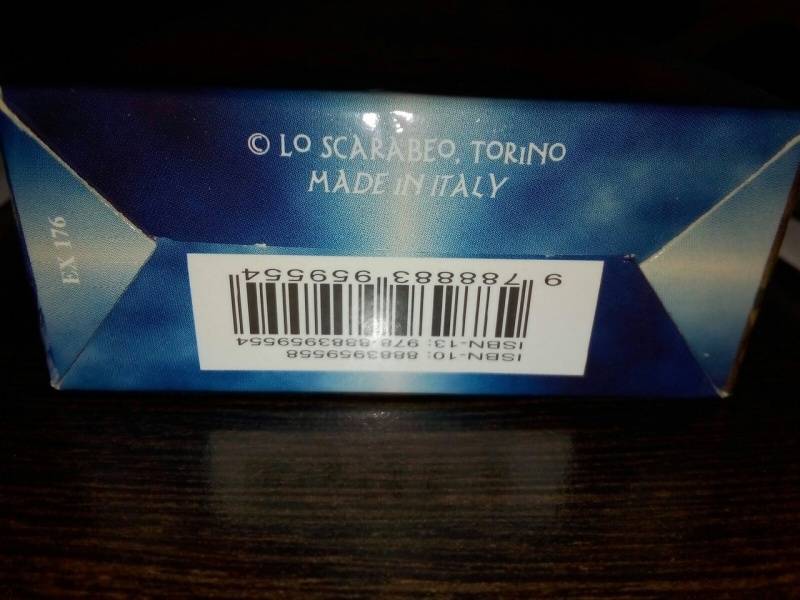 © LO SCARABEO, TORINO
MADE IN ITALY
EX 176
ISBN-10: 8883959558
ISBN-13: 978-8883959554
9 788883 959554